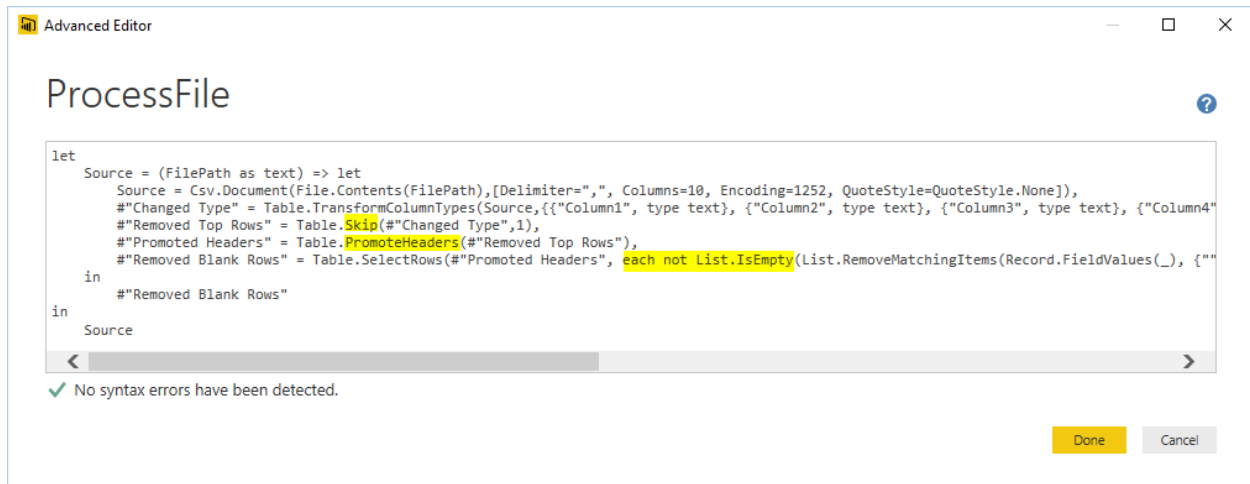 Advanced Editor
ProcessFile
let
    Source = (FilePath as text) => let
        Source = Csv.Document(File.Contents(FilePath),[Delimiter=",", Columns=10, Encoding=1252, QuoteStyle=QuoteStyle.None]),
        #"Changed Type" = Table.TransformColumnTypes(Source,{{"Column1", type text}, {"Column2", type text}, {"Column3", type text}, {"Column4"
        #"Removed Top Rows" = Table.Skip(#"Changed Type",1),
        #"Promoted Headers" = Table.PromoteHeaders(#"Removed Top Rows"),
        #"Removed Blank Rows" = Table.SelectRows(#"Promoted Headers", each not List.IsEmpty(List.RemoveMatchingItems(Record.FieldValues(_), {""
    in
        #"Removed Blank Rows"
in
    Source
No syntax errors have been detected.
Done Cancel